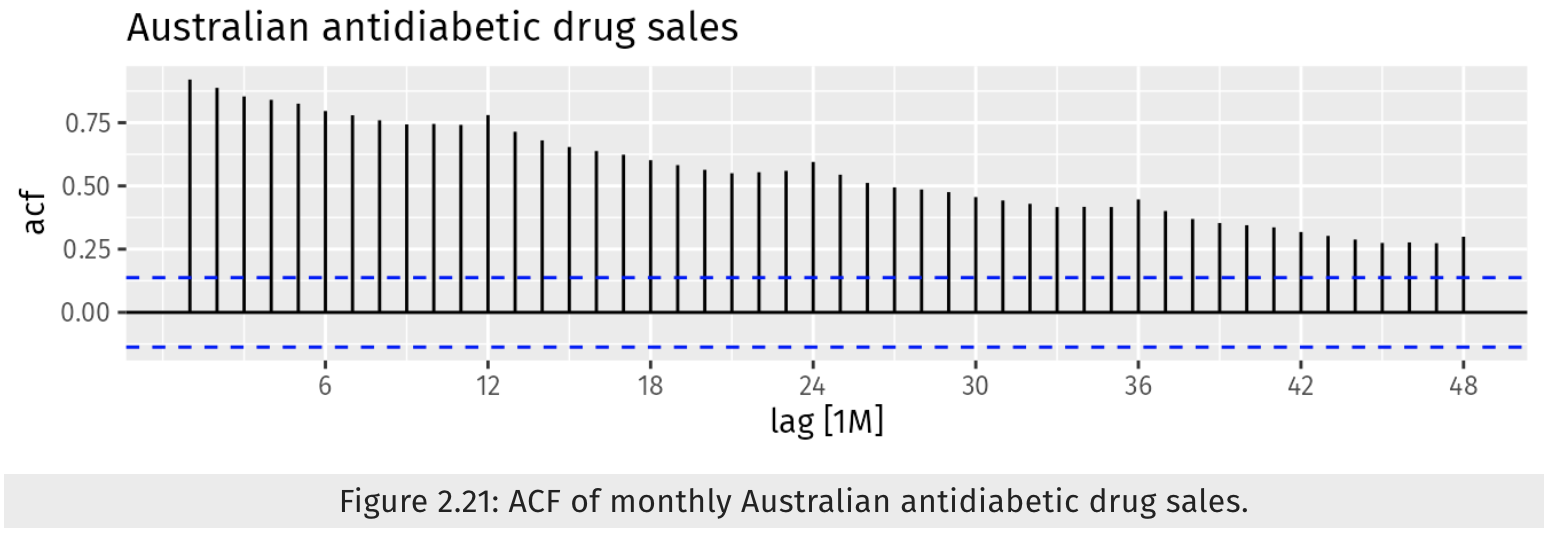 Australian antidiabetic drug sales
0.75
0.50
0.25
0.00
acf
6 12 18 24 30 36 42 48
lag [1M]
Figure 2.21: ACF of monthly Australian antidiabetic drug sales.